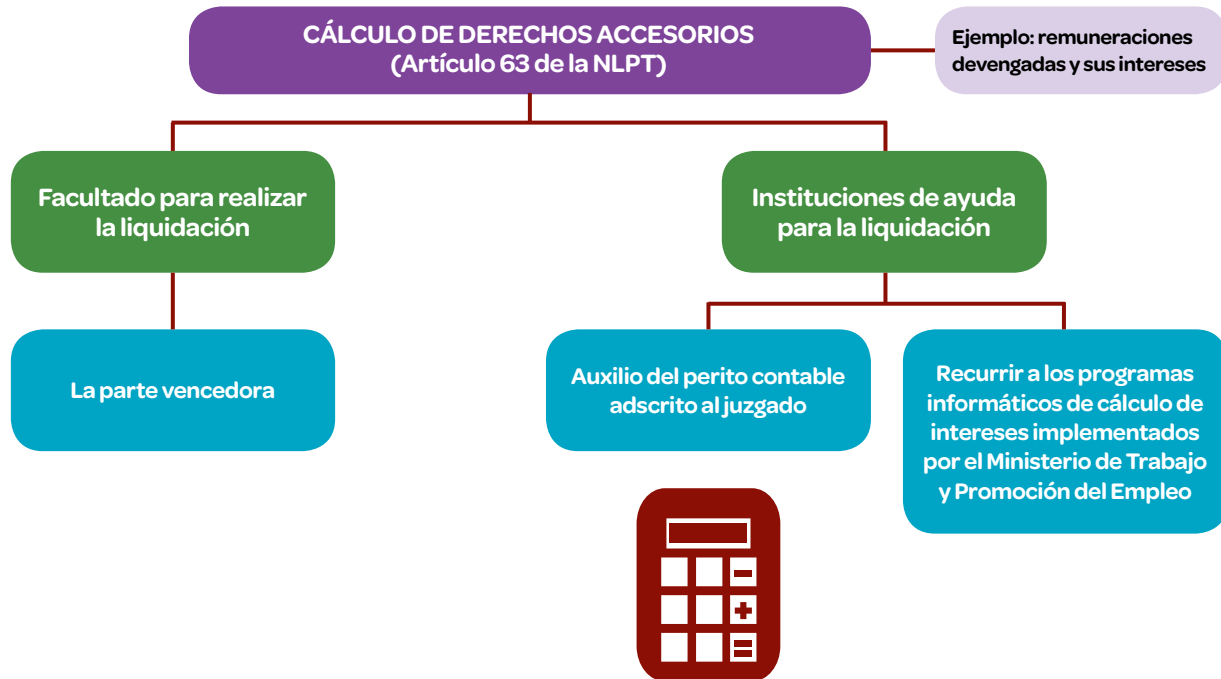 CÁLCULO DE DERECHOS ACCESORIOS
(Artículo 63 de la NLPT)
Ejemplo: remuneraciones
devengadas y sus intereses
Facultado para realizar
la liquidación
Instituciones de ayuda
para la liquidación
La parte vencedora
Auxilio del perito contable
adscrito al juzgado
Recurrir a los programas
informáticos de cálculo de
intereses implementados
por el Ministerio de Trabajo
y Promoción del Empleo